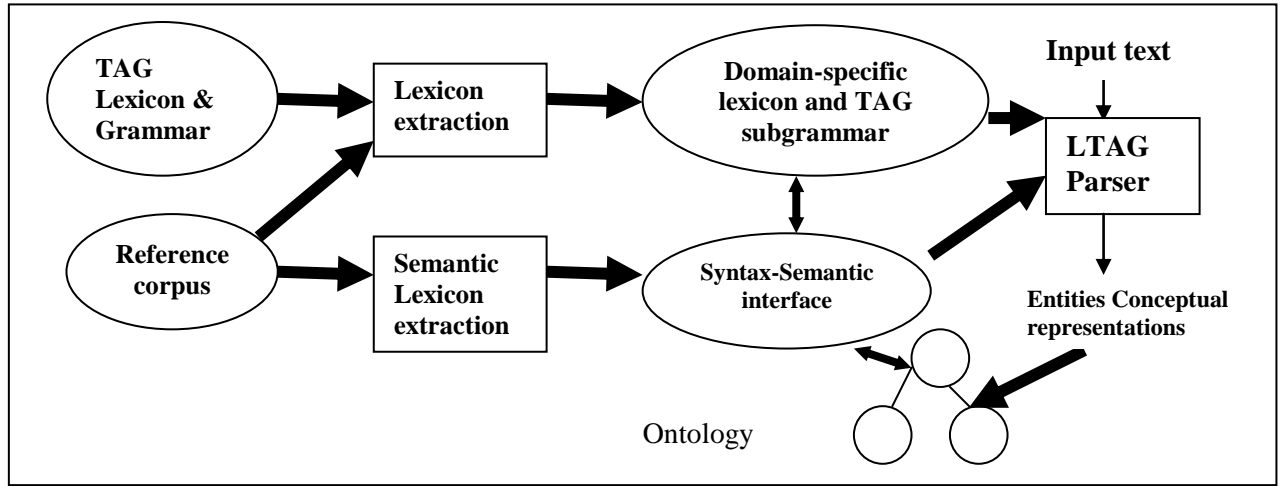 TAG
Lexicon &
Grammar
Lexicon
extraction
Domain-specific
lexicon and TAG
subgrammar
Input text
LTAG
Parser
Reference
corpus
Semantic
Lexicon
extraction
Syntax-Semantic
interface
Entities Conceptual
representations
Ontology